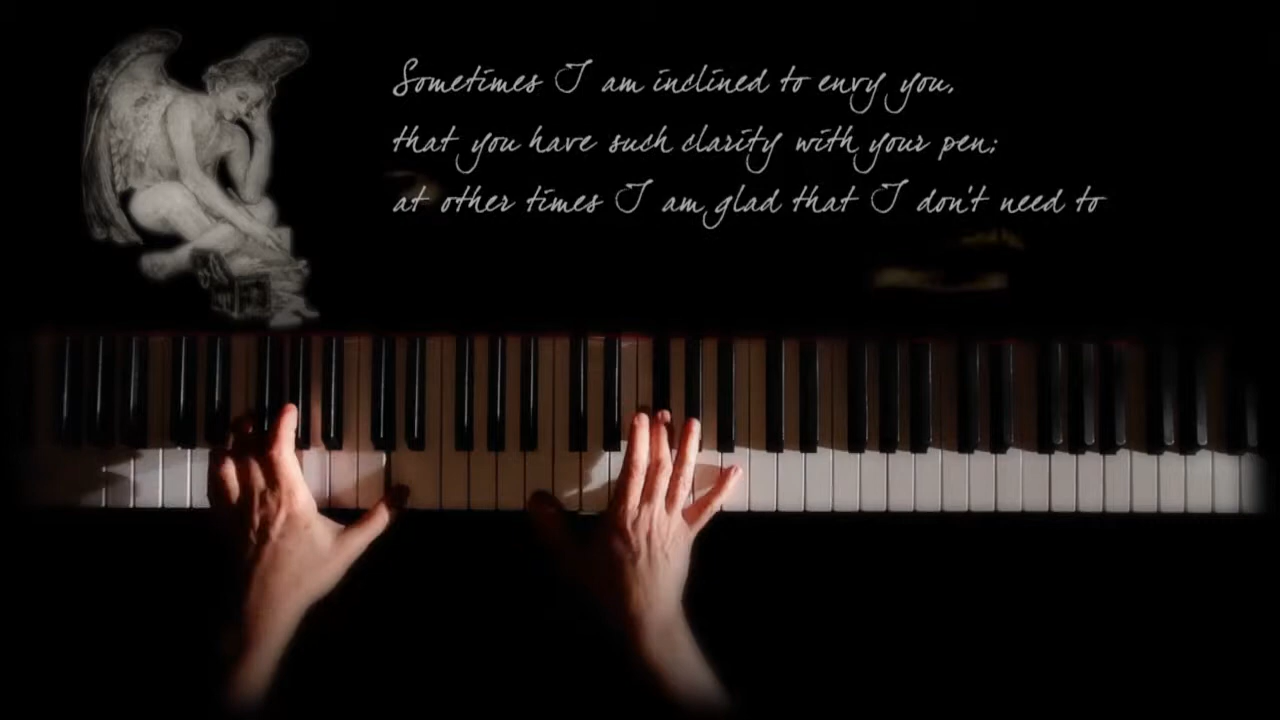 Sometimes I am inclined to envy you,
that you have such clarity with your pen;
at other times I am glad that I don't need to